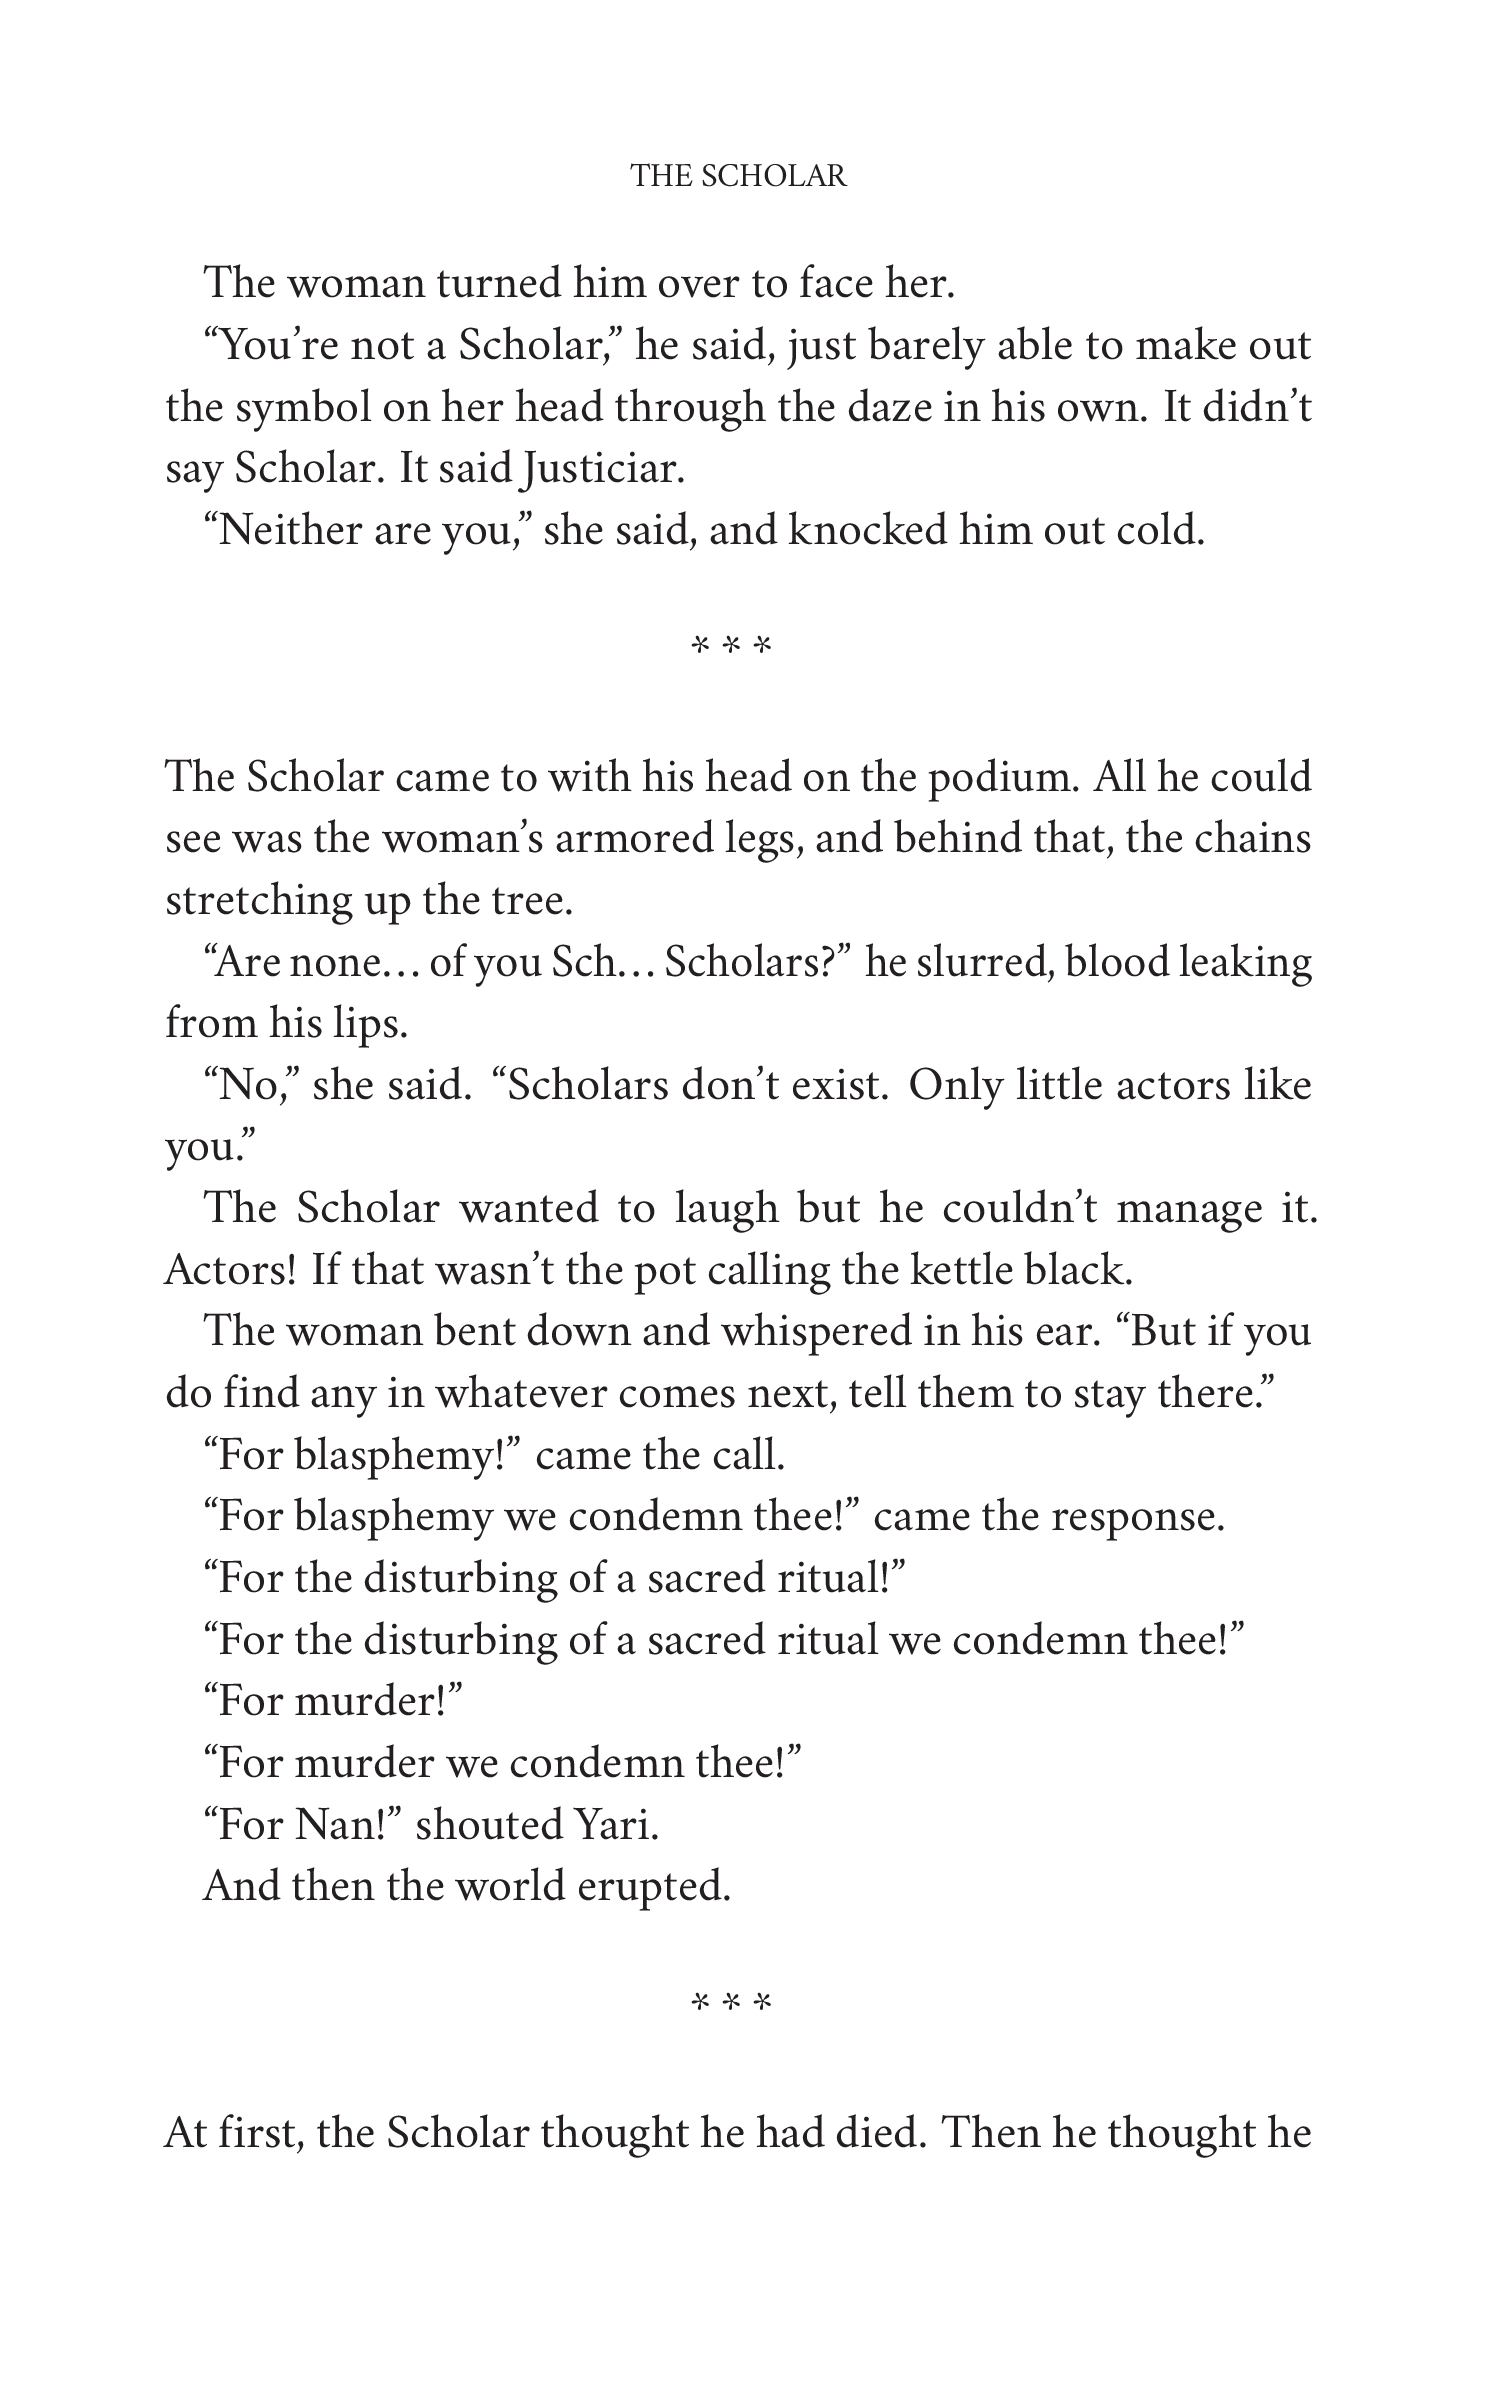 THE SCHOLAR
The woman turned him over to face her.
“You’re not a Scholar,” he said, just barely able to make out
the symbol on her head through the daze in his own. It didn’t
say Scholar. It said Justiciar.
“Neither are you,” she said, and knocked him out cold.
* * *
The Scholar came to with his head on the podium. All he could
see was the woman’s armored legs, and behind that, the chains
stretching up the tree.
“Are none… of you Sch… Scholars?” he slurred, blood leaking
from his lips.
“No,” she said. “Scholars don’t exist. Only little actors like
you.”
The Scholar wanted to laugh but he couldn’t manage it.
Actors! If that wasn’t the pot calling the kettle black.
The woman bent down and whispered in his ear. “But if you
do find any in whatever comes next, tell them to stay there.”
“For blasphemy!” came the call.
“For blasphemy we condemn thee!” came the response.
“For the disturbing of a sacred ritual!”
“For the disturbing of a sacred ritual we condemn thee!”
“For murder!”
“For murder we condemn thee!”
“For Nan!” shouted Yari.
And then the world erupted.
* * *
At first, the Scholar thought he had died. Then he thought he